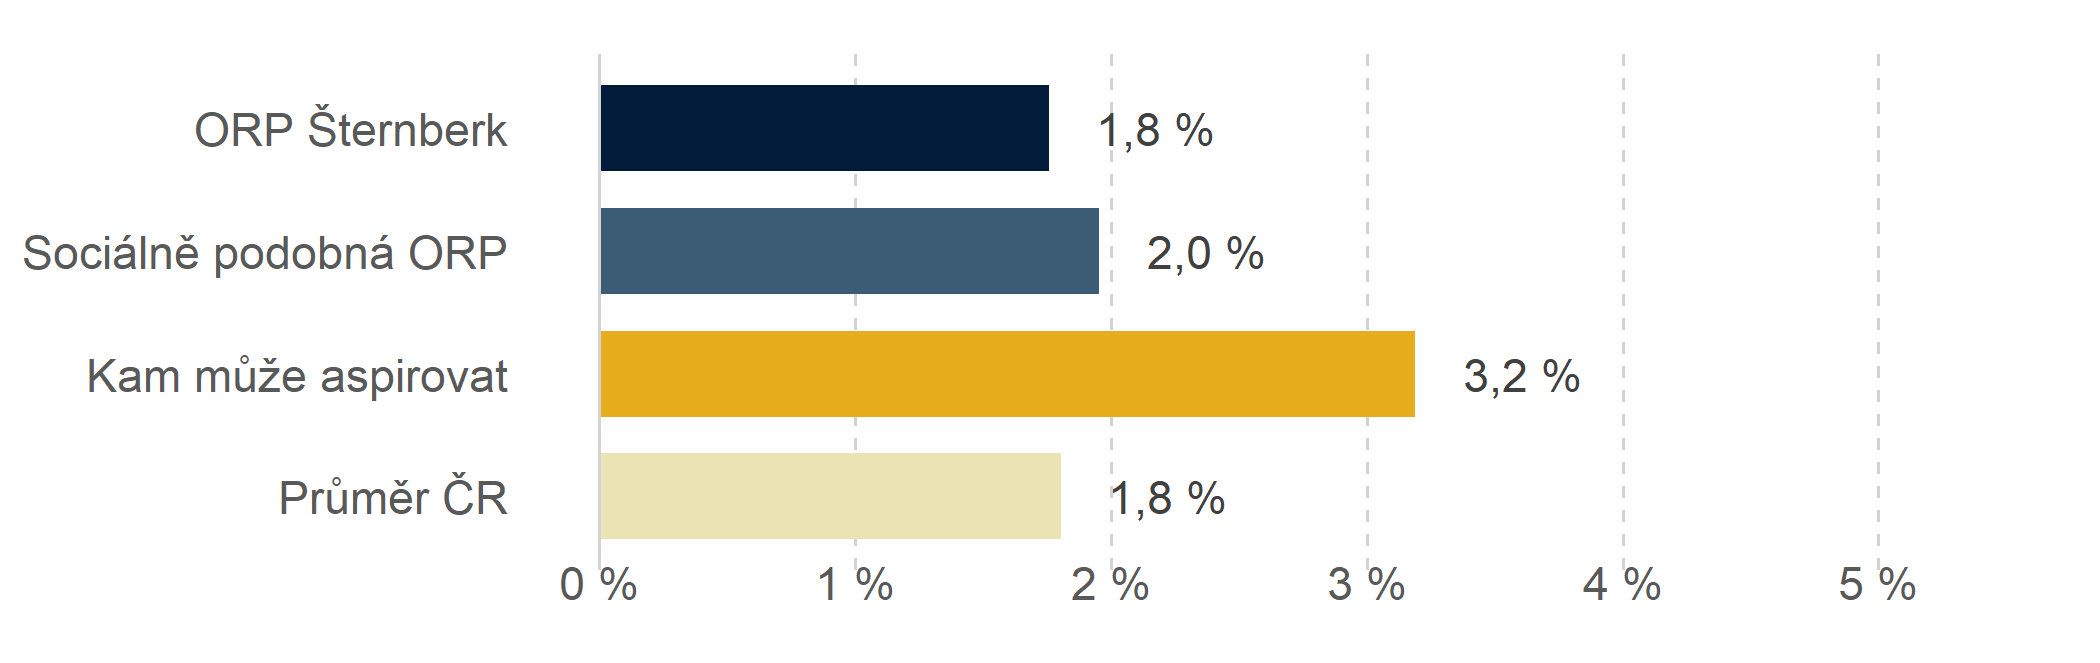 ORP Šternberk 1,8 %
Sociálně podobná ORP 2,0 %
Kam může aspirovat 3,2 %
Průměr ČR 1,8 %
0 % 1 % 2 % 3 % 4 % 5 %